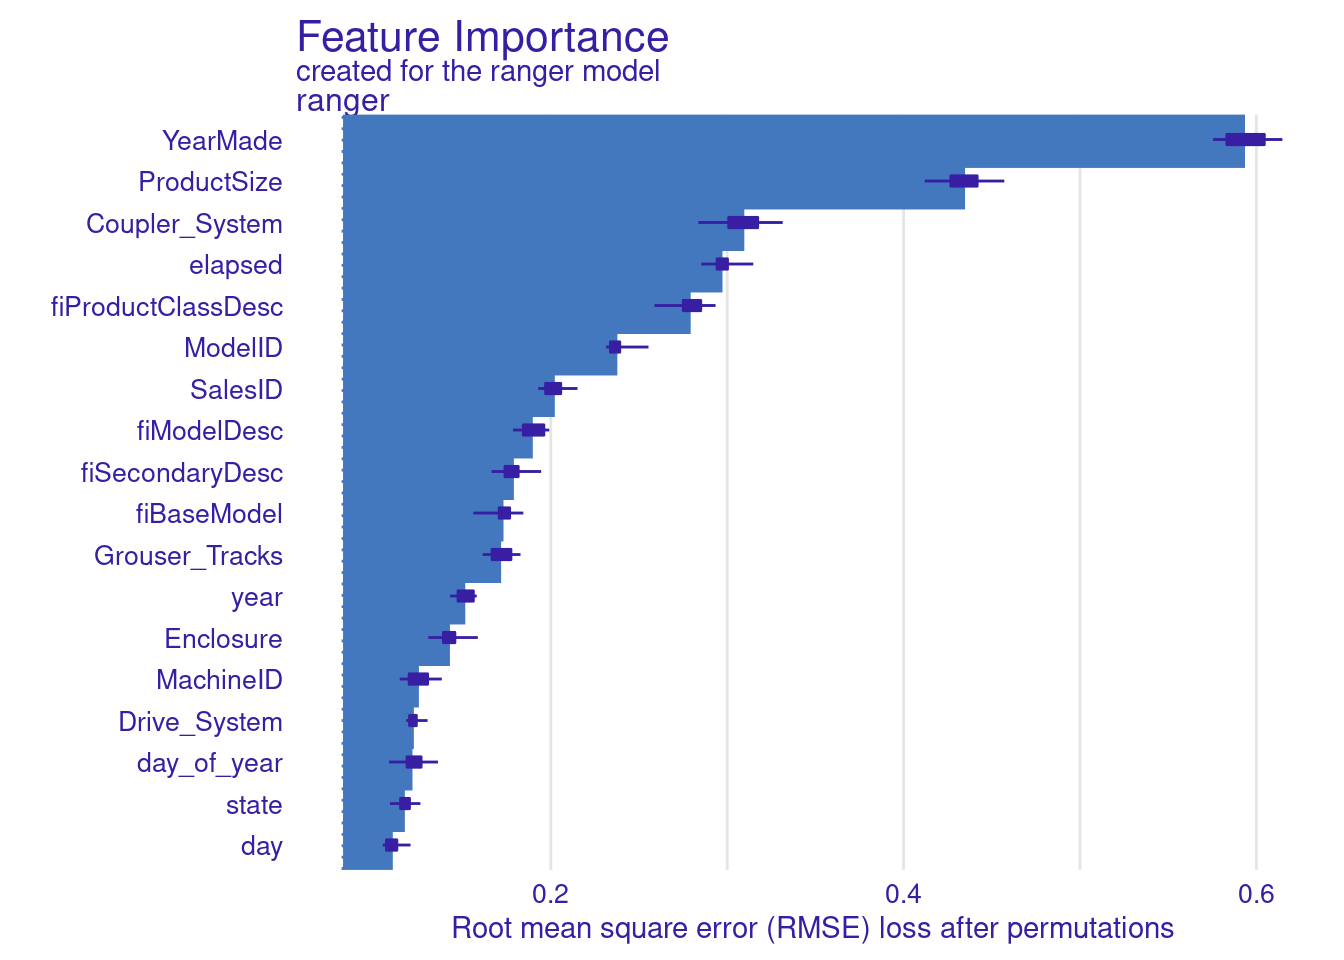 Feature Importance
created for the ranger model
ranger
YearMade
ProductSize
Coupler_System
elapsed
fiProductClassDesc
ModelID
SalesID
fiModelDesc
fiSecondaryDesc
fiBaseModel
Grouser_Tracks
year
Enclosure
MachineID
Drive_System
day_of_year
state
day
0.2 0.4 0.6
Root mean square error (RMSE) loss after permutations